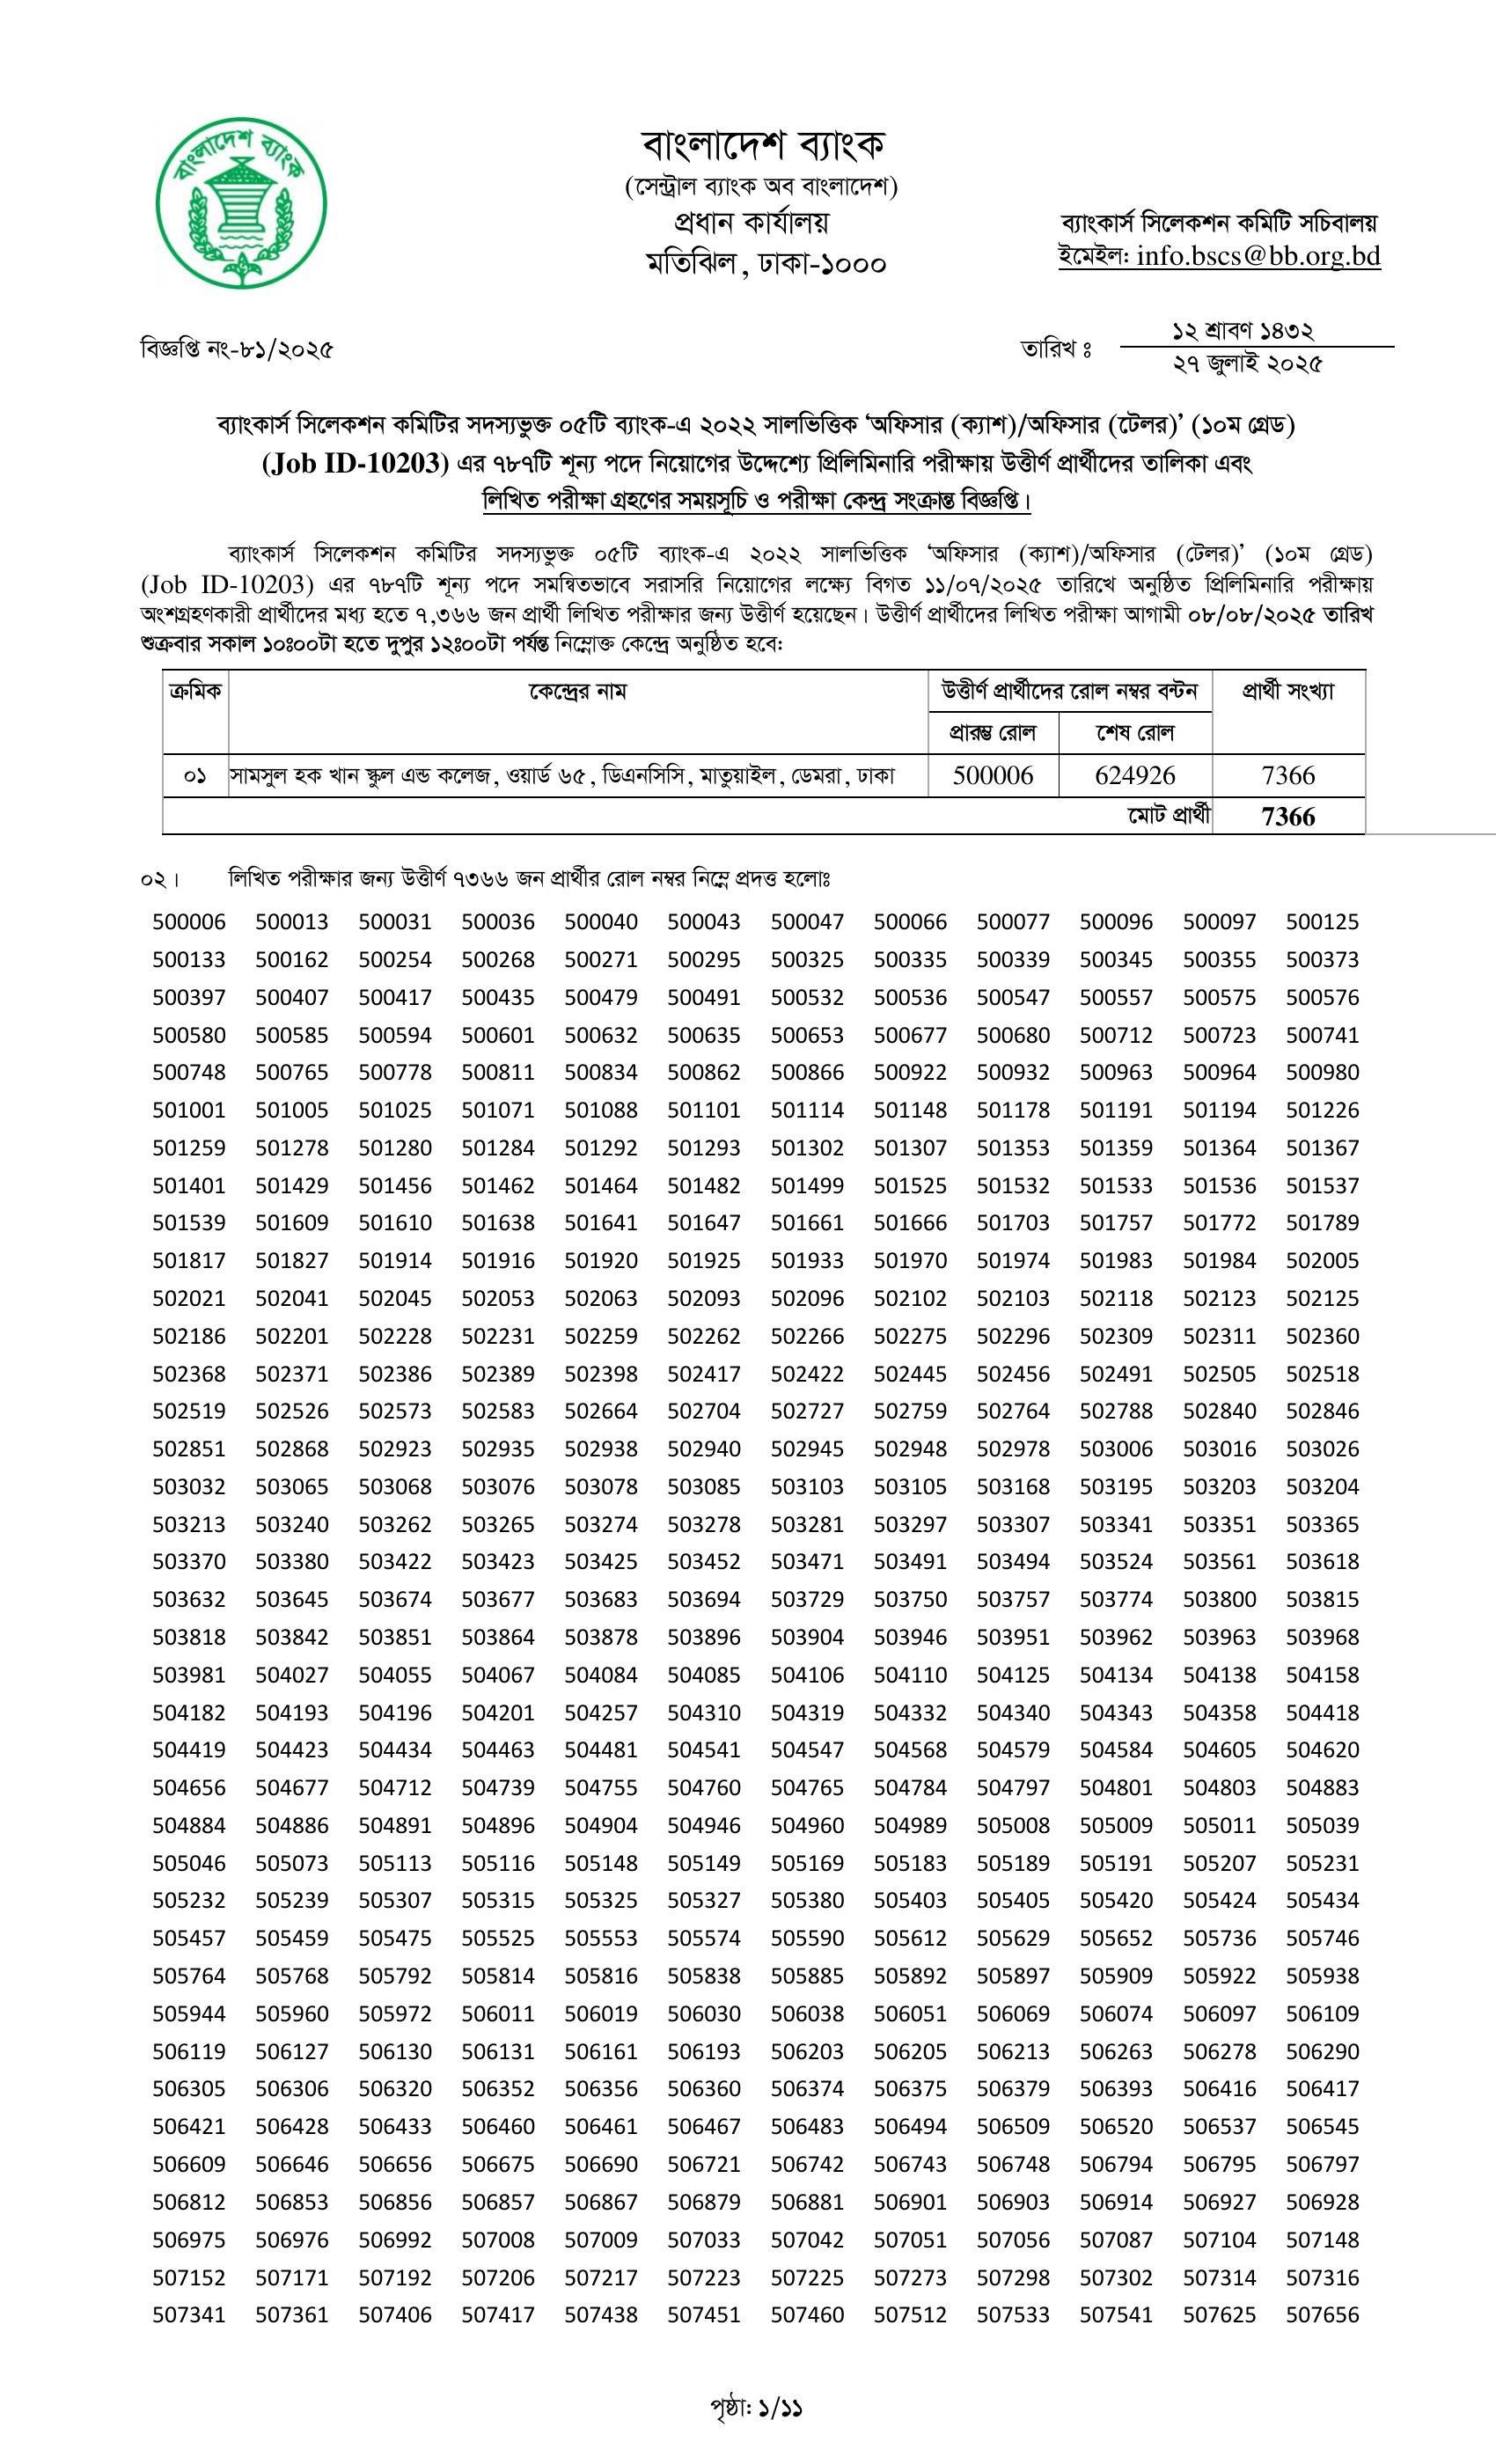 বাংলাদেশ ব্যাংক
বাংলাদেশ ব্যাংক
(সেন্ট্রাল ব্যাংক অব বাংলাদেশ)
প্রধান কার্যালয়
মতিঝিল, ঢাকা-১০০০
ব্যাংকার্স সিলেকশন কমিটি সচিবালয়
ইমেইল: info.bscs@bb.org.bd
বিজ্ঞপ্তি নং-৮১/২০২৫
তারিখ ঃ
১২ শ্রাবণ ১৪৩২
২৭ জুলাই ২০২৫
ব্যাংকার্স সিলেকশন কমিটির সদস্যভুক্ত ০৫টি ব্যাংক-এ ২০২২ সালভিত্তিক ‘অফিসার (ক্যাশ)/অফিসার (টেলর)’ (১০ম গ্রেড)
(Job ID-10203) এর ৭৮৭টি শূন্য পদে নিয়োগের উদ্দেশ্যে প্রিলিমিনারি পরীক্ষায় উত্তীর্ণ প্রার্থীদের তালিকা এবং
লিখিত পরীক্ষা গ্রহণের সময়সূচি ও পরীক্ষা কেন্দ্র সংক্রান্ত বিজ্ঞপ্তি।
ব্যাংকার্স সিলেকশন কমিটির সদস্যভুক্ত ০৫টি ব্যাংক-এ ২০২২ সালভিত্তিক ‘অফিসার (ক্যাশ)/অফিসার (টেলর)’ (১০ম গ্রেড)
(Job ID-10203) এর ৭৮৭টি শূন্য পদে সমন্বিতভাবে সরাসরি নিয়োগের লক্ষ্যে বিগত ১১/০৭/২০২৫ তারিখে অনুষ্ঠিত প্রিলিমিনারি পরীক্ষায়
অংশগ্রহণকারী প্রার্থীদের মধ্য হতে ৭,৩৬৬ জন প্রার্থী লিখিত পরীক্ষার জন্য উত্তীর্ণ হয়েছেন। উত্তীর্ণ প্রার্থীদের লিখিত পরীক্ষা আগামী ০৮/০৮/২০২৫ তারিখ
শুক্রবার সকাল ১০ঃ০০টা হতে দুপুর ১২ঃ০০টা পর্যন্ত নিম্নোক্ত কেন্দ্রে অনুষ্ঠিত হবে:
ক্রমিক কেন্দ্রের নাম উত্তীর্ণ প্রার্থীদের রোল নম্বর বন্টন প্রার্থী সংখ্যা
প্রারম্ভ রোল শেষ রোল
০১ সামসুল হক খান স্কুল এন্ড কলেজ, ওয়ার্ড ৬৫, ডিএনসিসি, মাতুয়াইল, ডেমরা, ঢাকা 500006 624926 7366
মোট প্রার্থী 7366
০২। লিখিত পরীক্ষার জন্য উত্তীর্ণ ৭৩৬৬ জন প্রার্থীর রোল নম্বর নিম্নে প্রদত্ত হলোঃ
500006 500013 500031 500036 500040 500043 500047 500066 500077 500096 500097 500125
500133 500162 500254 500268 500271 500295 500325 500335 500339 500345 500355 500373
500397 500407 500417 500435 500479 500491 500532 500536 500547 500557 500575 500576
500580 500585 500594 500601 500632 500635 500653 500677 500680 500712 500723 500741
500748 500765 500778 500811 500834 500862 500866 500922 500932 500963 500964 500980
501001 501005 501025 501071 501088 501101 501114 501148 501178 501191 501194 501226
501259 501278 501280 501284 501292 501293 501302 501307 501353 501359 501364 501367
501401 501429 501456 501462 501464 501482 501499 501525 501532 501533 501536 501537
501539 501609 501610 501638 501641 501647 501661 501666 501703 501757 501772 501789
501817 501827 501914 501916 501920 501925 501933 501970 501974 501983 501984 502005
502021 502041 502045 502053 502063 502093 502096 502102 502103 502118 502123 502125
502186 502201 502228 502231 502259 502262 502266 502275 502296 502309 502311 502360
502368 502371 502386 502389 502398 502417 502422 502445 502456 502491 502505 502518
502519 502526 502573 502583 502664 502704 502727 502759 502764 502788 502840 502846
502851 502868 502923 502935 502938 502940 502945 502948 502978 503006 503016 503026
503032 503065 503068 503076 503078 503085 503103 503105 503168 503195 503203 503204
503213 503240 503262 503265 503274 503278 503281 503297 503307 503341 503351 503365
503370 503380 503422 503423 503425 503452 503471 503491 503494 503524 503561 503618
503632 503645 503674 503677 503683 503694 503729 503750 503757 503774 503800 503815
503818 503842 503851 503864 503878 503896 503904 503946 503951 503962 503963 503968
503981 504027 504055 504067 504084 504085 504106 504110 504125 504134 504138 504158
504182 504193 504196 504201 504257 504310 504319 504332 504340 504343 504358 504418
504419 504423 504434 504463 504481 504541 504547 504568 504579 504584 504605 504620
504656 504677 504712 504739 504755 504760 504765 504784 504797 504801 504803 504883
504884 504886 504891 504896 504904 504946 504960 504989 505008 505009 505011 505039
505046 505073 505113 505116 505148 505149 505169 505183 505189 505191 505207 505231
505232 505239 505307 505315 505325 505327 505380 505403 505405 505420 505424 505434
505457 505459 505475 505525 505553 505574 505590 505612 505629 505652 505736 505746
505764 505768 505792 505814 505816 505838 505885 505892 505897 505909 505922 505938
505944 505960 505972 506011 506019 506030 506038 506051 506069 506074 506097 506109
506119 506127 506130 506131 506161 506193 506203 506205 506213 506263 506278 506290
506305 506306 506320 506352 506356 506360 506374 506375 506379 506393 506416 506417
506421 506428 506433 506460 506461 506467 506483 506494 506509 506520 506537 506545
506609 506646 506656 506675 506690 506721 506742 506743 506748 506794 506795 506797
506812 506853 506856 506857 506867 506879 506881 506901 506903 506914 506927 506928
506975 506976 506992 507008 507009 507033 507042 507051 507056 507087 507104 507148
507152 507171 507192 507206 507217 507223 507225 507273 507298 507302 507314 507316
507341 507361 507406 507417 507438 507451 507460 507512 507533 507541 507625 507656
পৃষ্ঠা: ১/১১